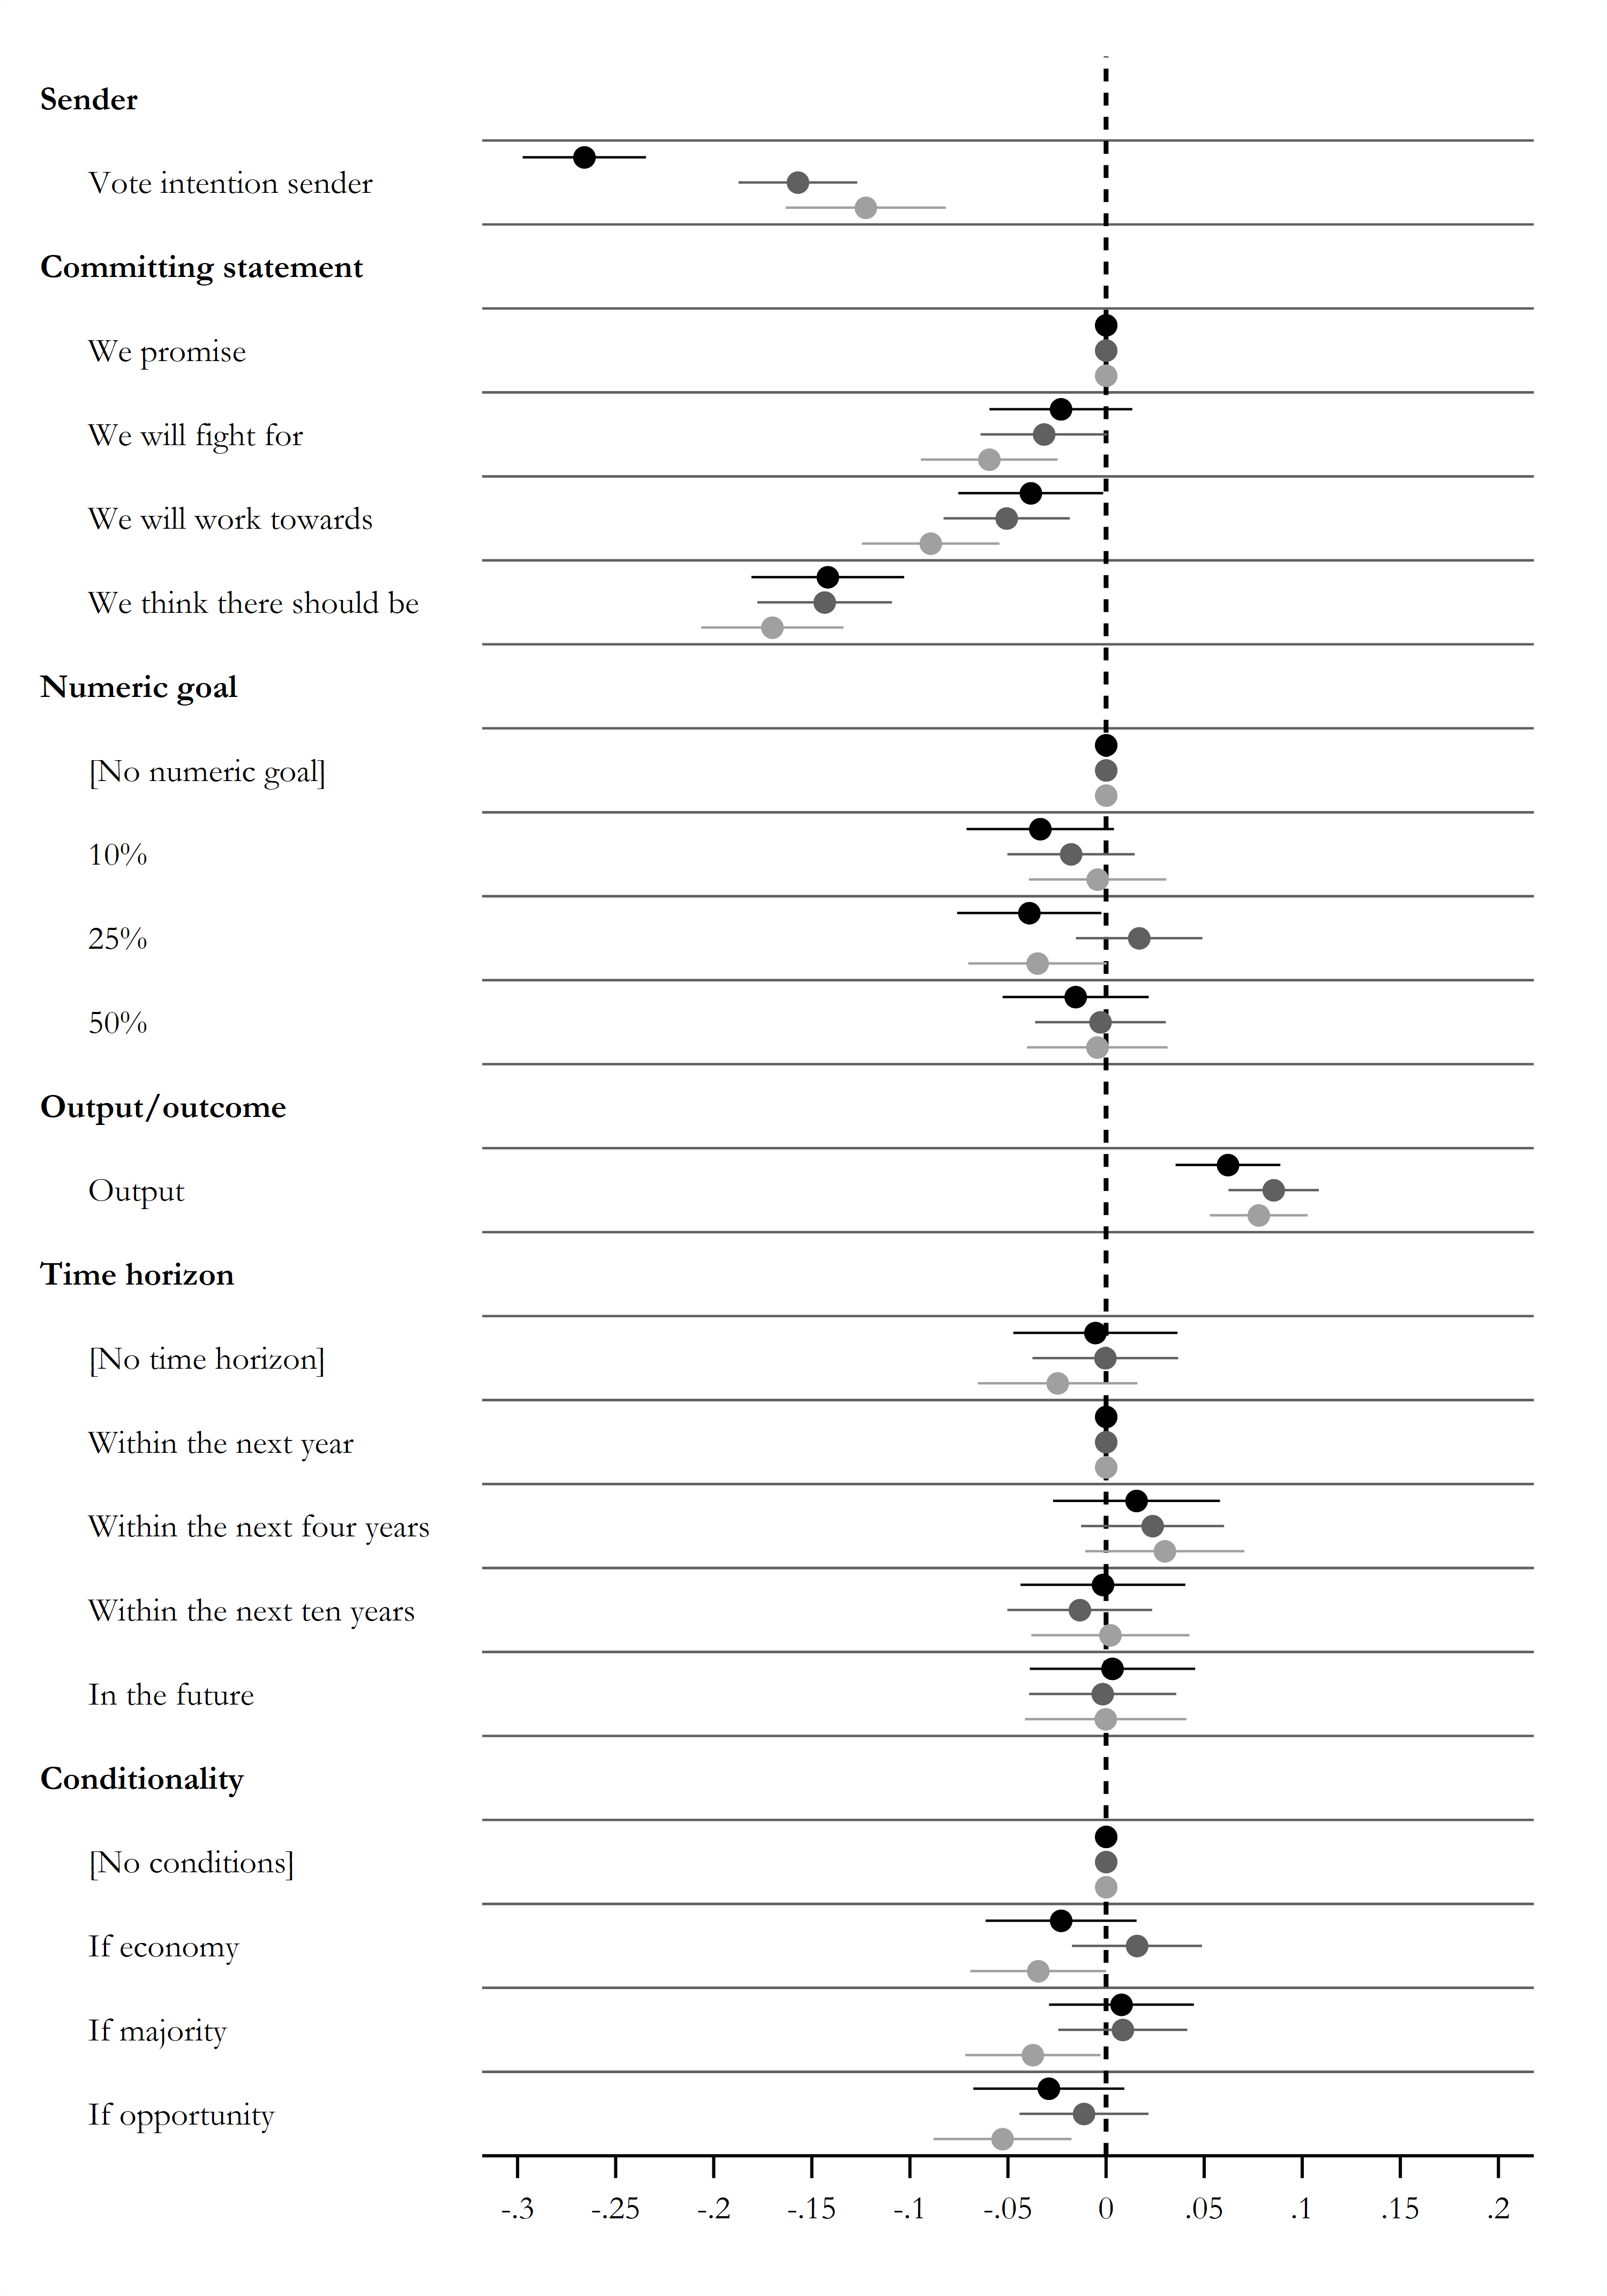 Sender
Vote intention sender
Committing statement
We promise
We will fight for
We will work towards
We think there should be
Numeric goal
[No numeric goal]
10%
25%
50%
Output/outcome
Output
Time horizon
[No time horizon]
Within the next year
Within the next four years
Within the next ten years
In the future
Conditionality
[No conditions]
If economy
If majority
If opportunity
-.3 -.25 -.2 -.15 -.1 -.05 0 .05 .1 .15 .2